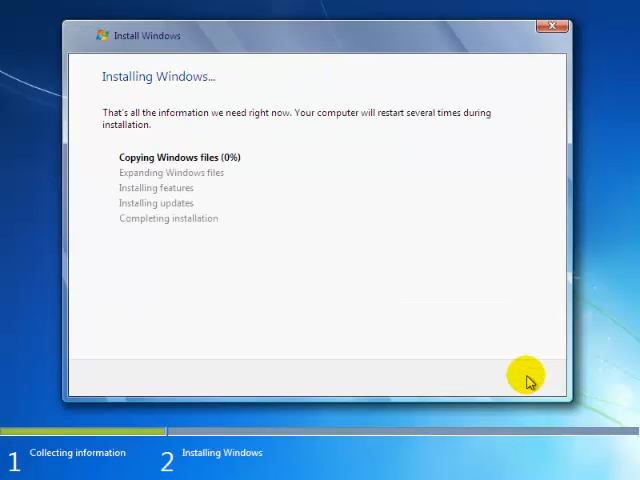 Install Windows
Installing Windows...
That's all the information we need right now. Your computer will restart several times during
installation.
Copying Windows files (0%)
Expanding Windows files
Installing features
Installing updates
Completing installation
1 Collecting information 2 Installing Windows